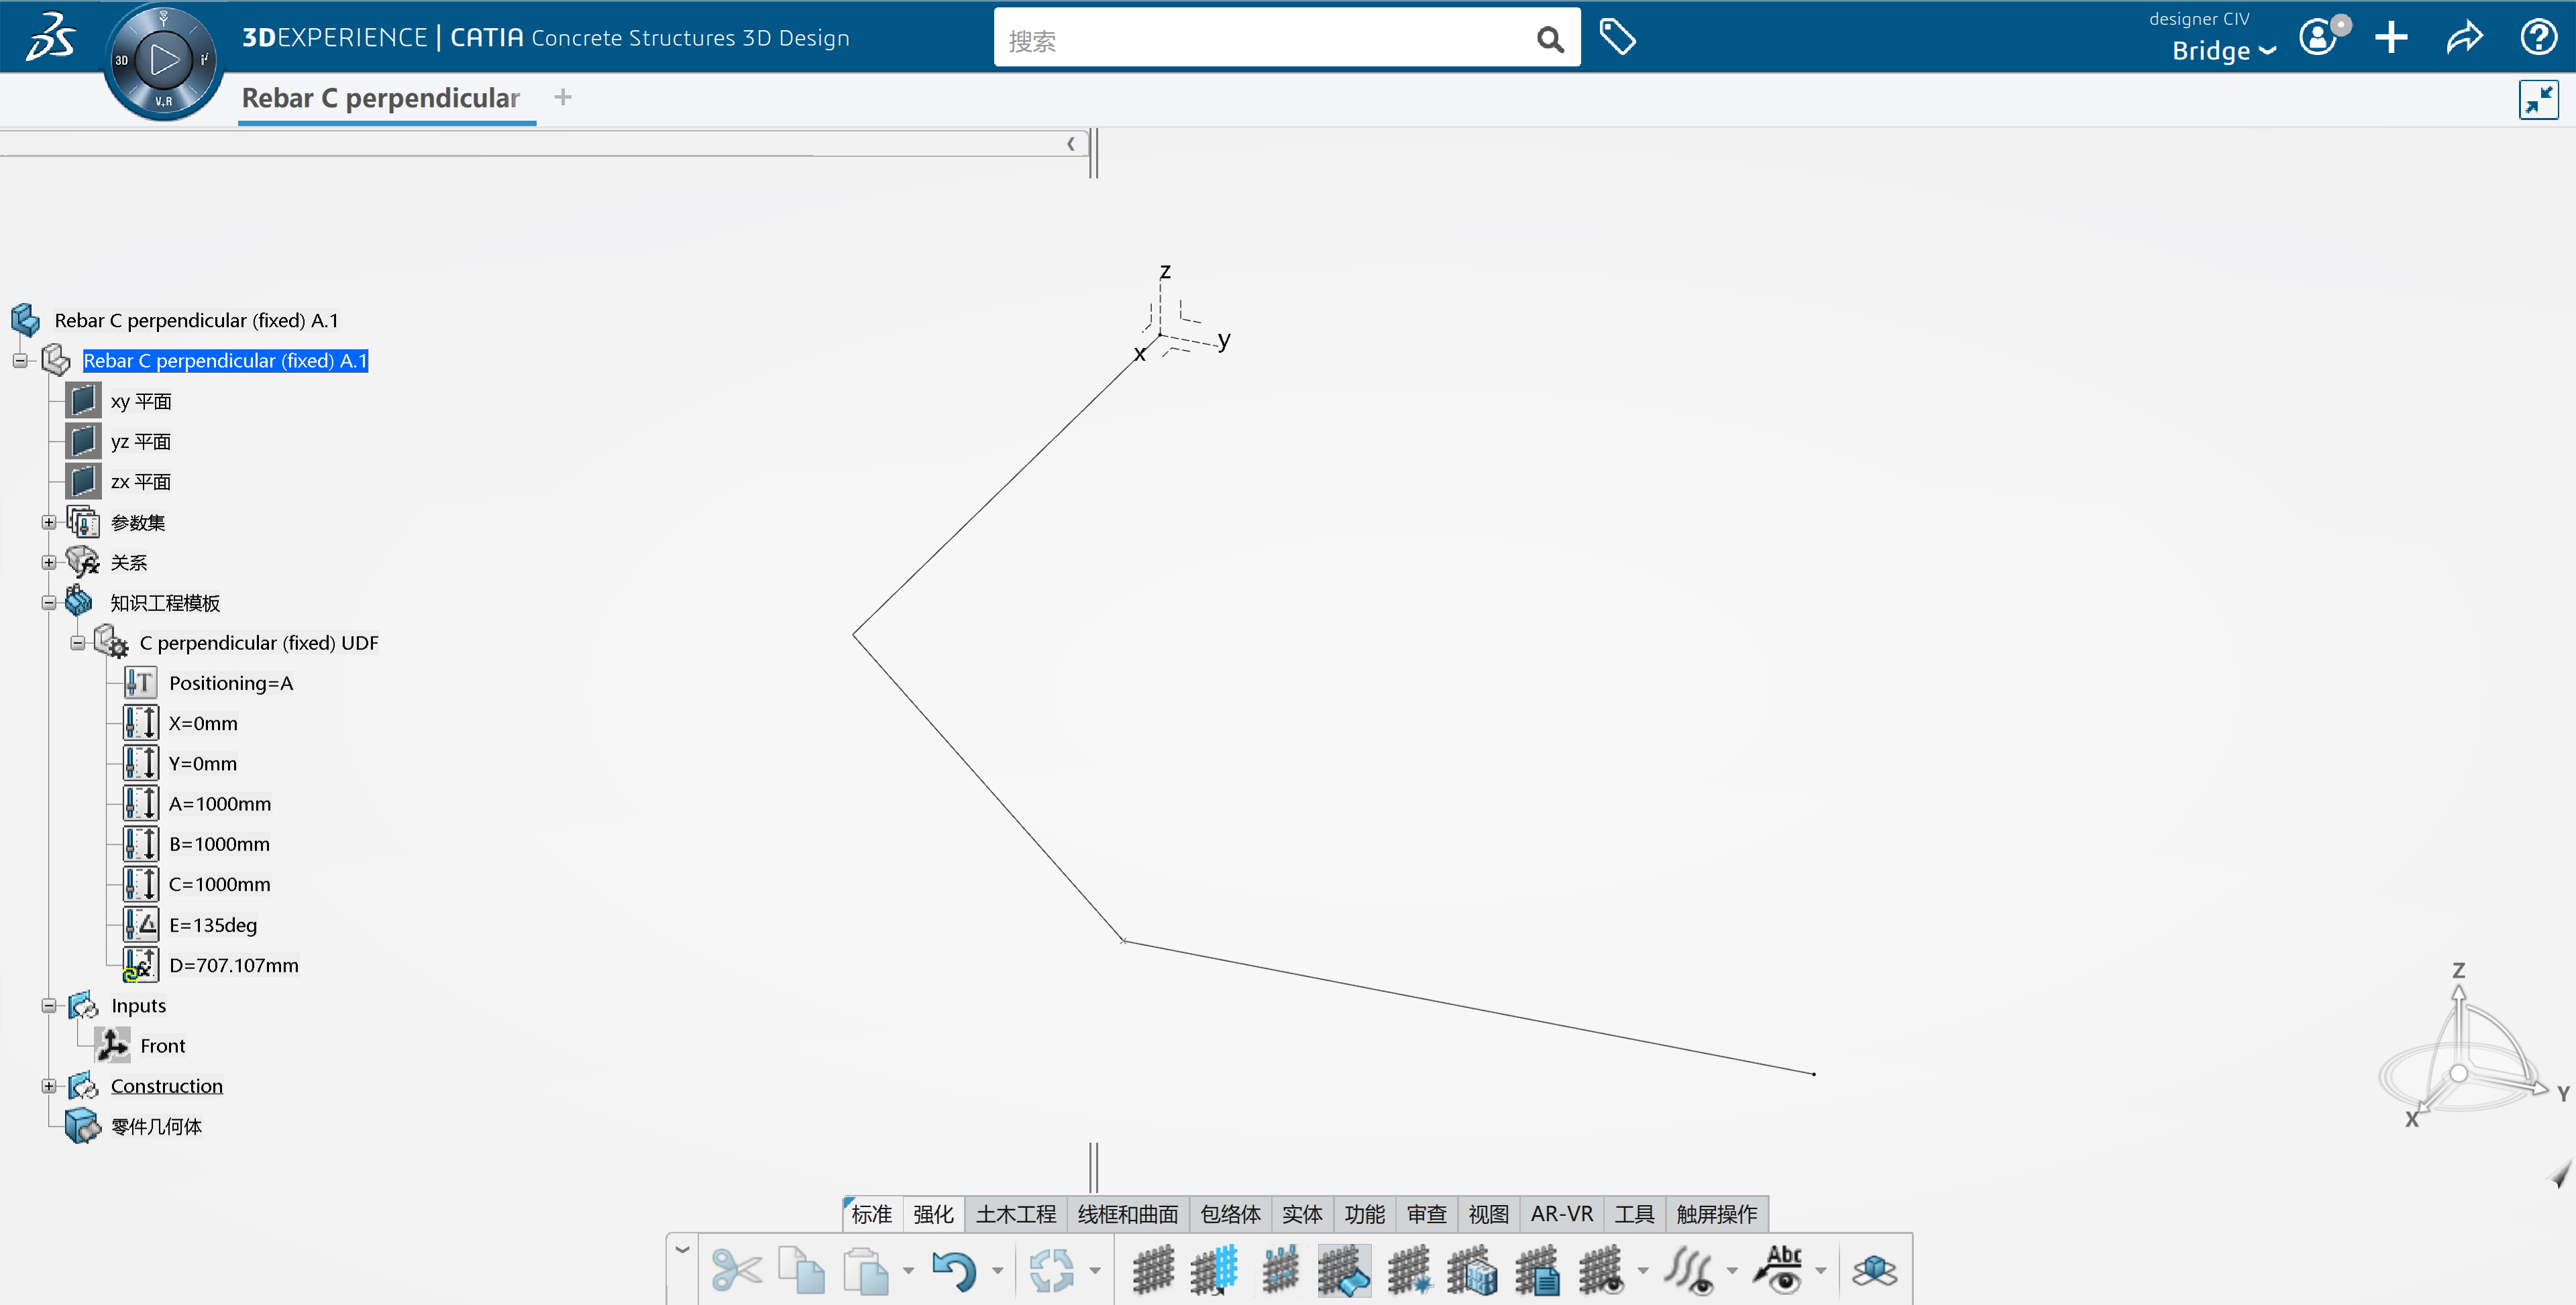 3DEXPERIENCE | CATIA Concrete Structures 3D Design
搜索
designer CIV
Bridge
3D
V.R
Rebar C perpendicular
z
x
y
Rebar C perpendicular (fixed) A.1
Rebar C perpendicular (fixed) A.1
xy 平面
yz 平面
zx 平面
参数集
关系
知识工程模板
C perpendicular (fixed) UDF
Positioning=A
X=0mm
Y=0mm
A=1000mm
B=1000mm
C=1000mm
E=135deg
D=707.107mm
Inputs
Front
Construction
零件几何体
Z
Y
X
标准 强化 土木工程 线框和曲面 包络体 实体 功能 审查 视图 AR-VR 工具 触屏操作
Abc